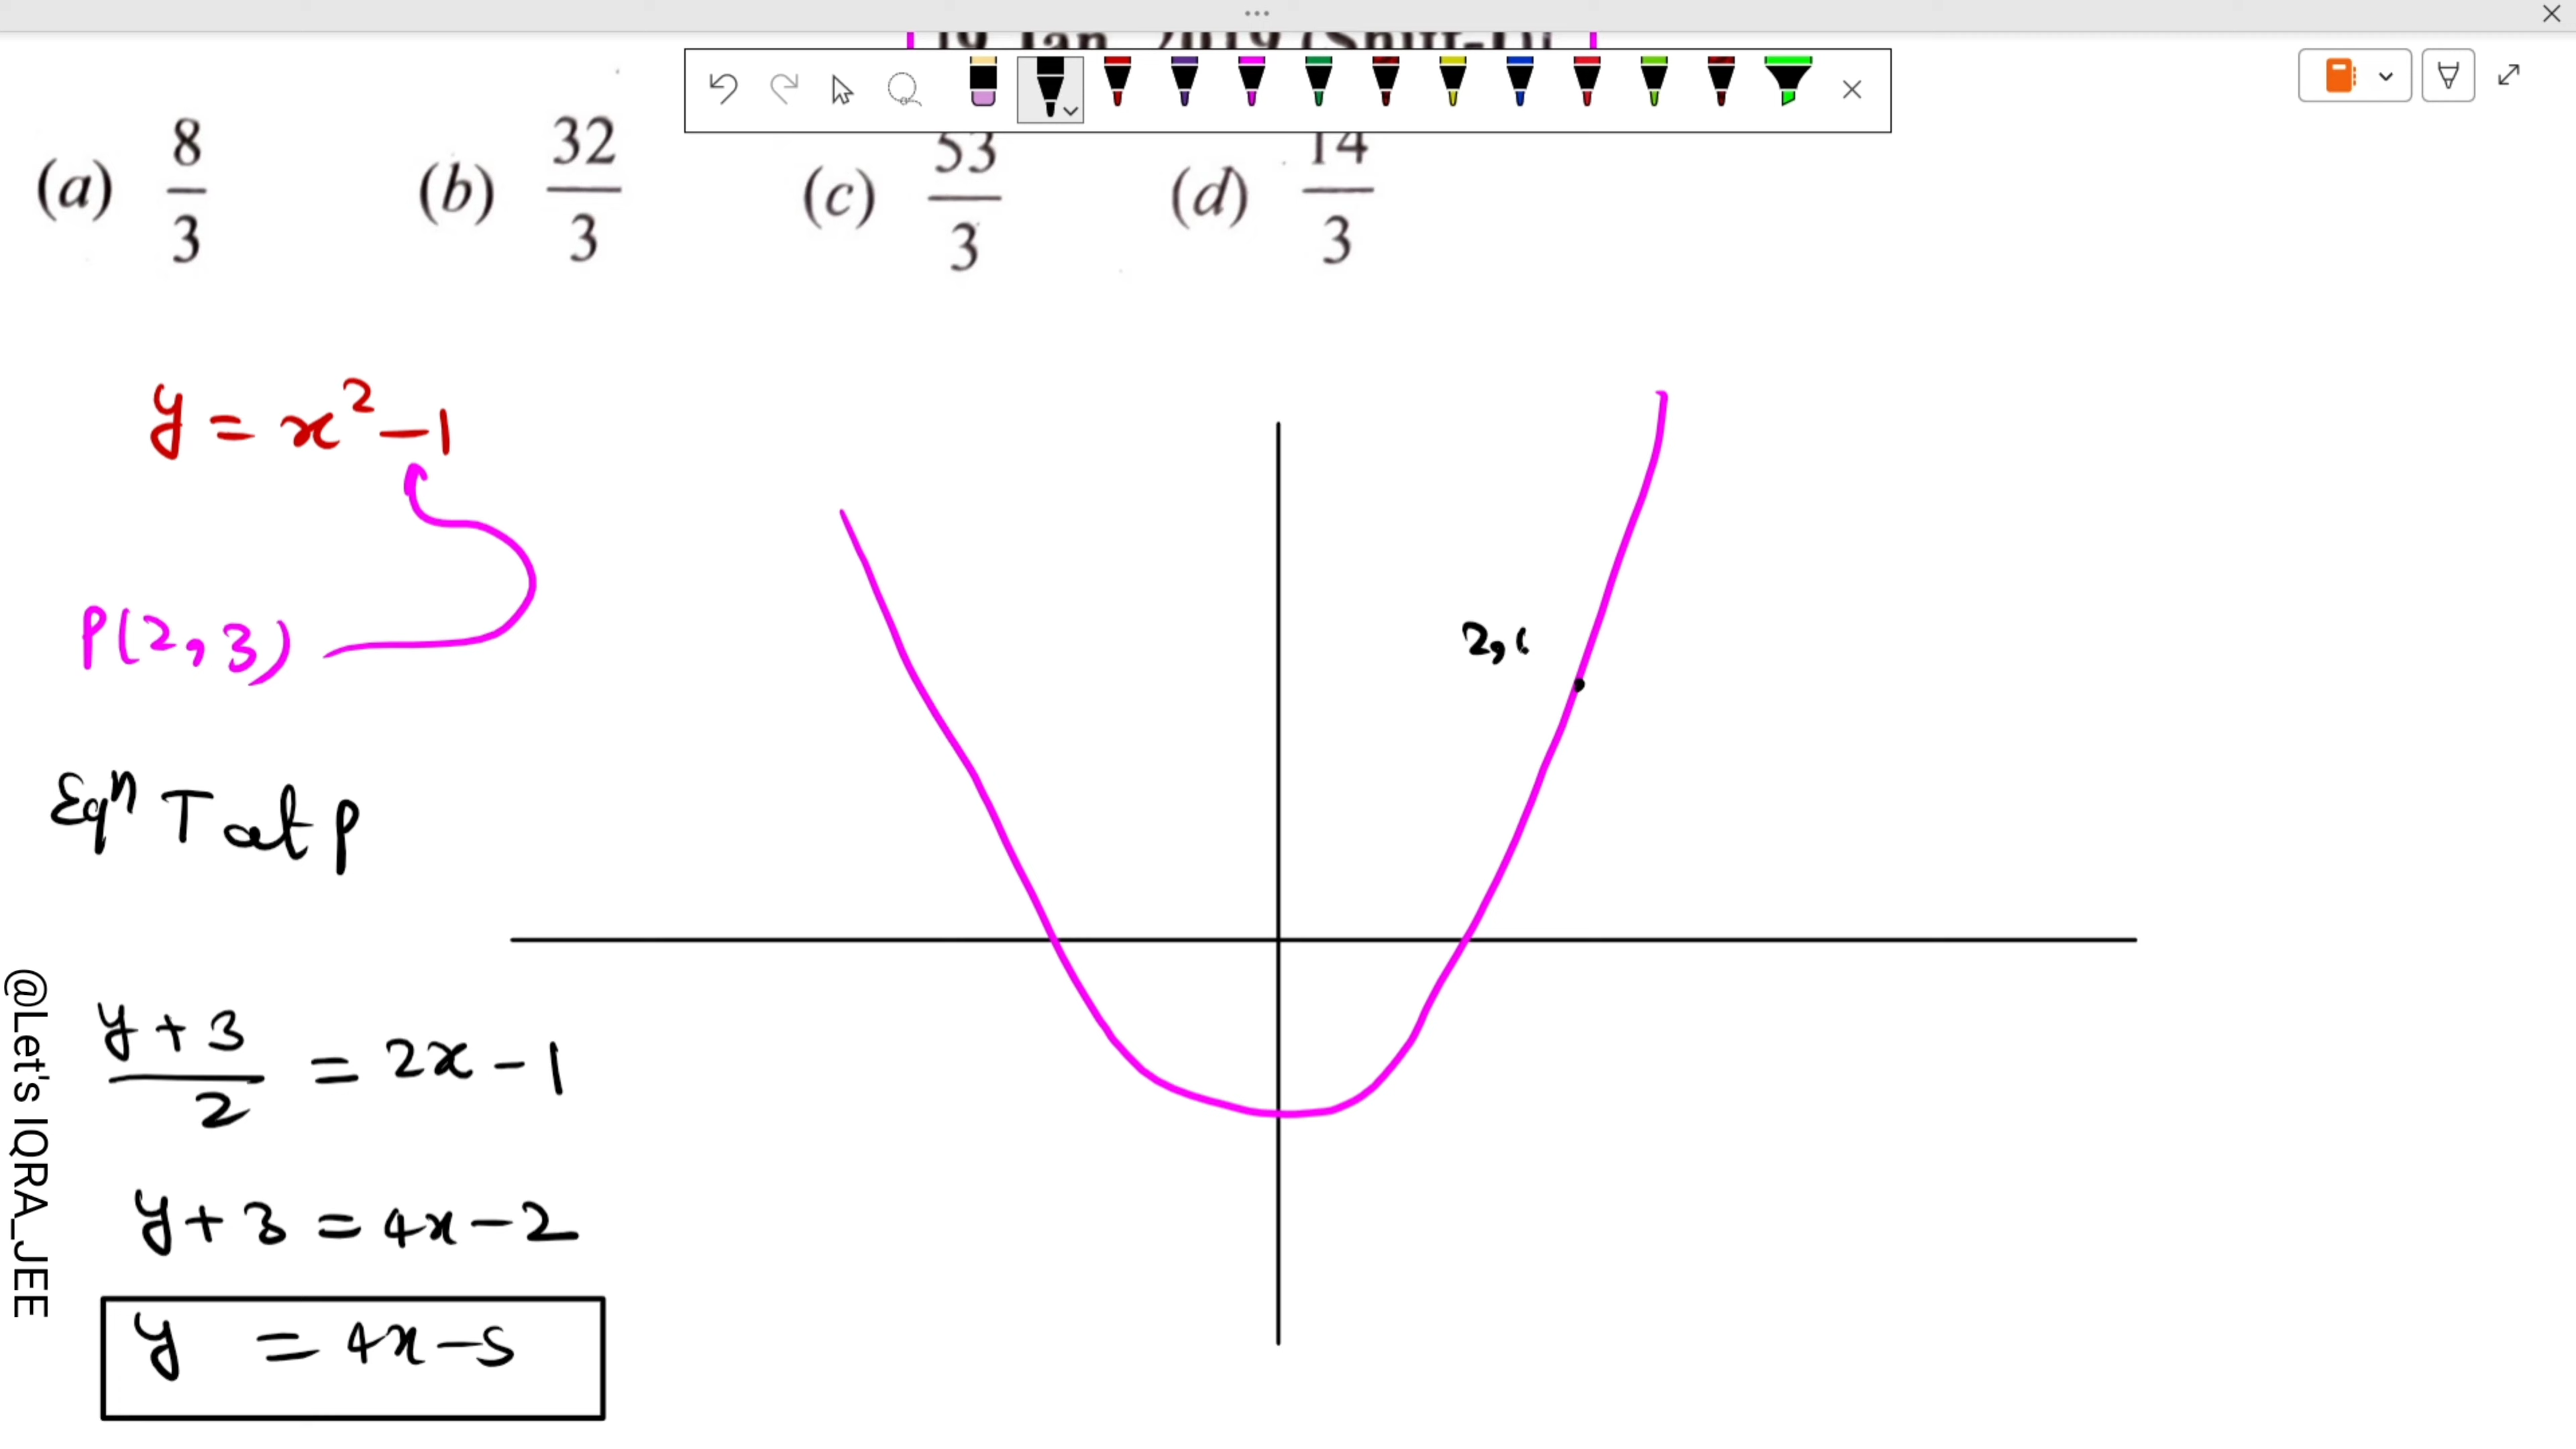 (a) 8/3 (b) 32/3 (c) 53/3 (d) 14/3
y = x² – 1
P(2, 3)
2,
Eqⁿ T at P
(y + 3)/2 = 2x – 1
y + 3 = 4x – 2
y = 4x – 5
@Let's IQRA_JEE